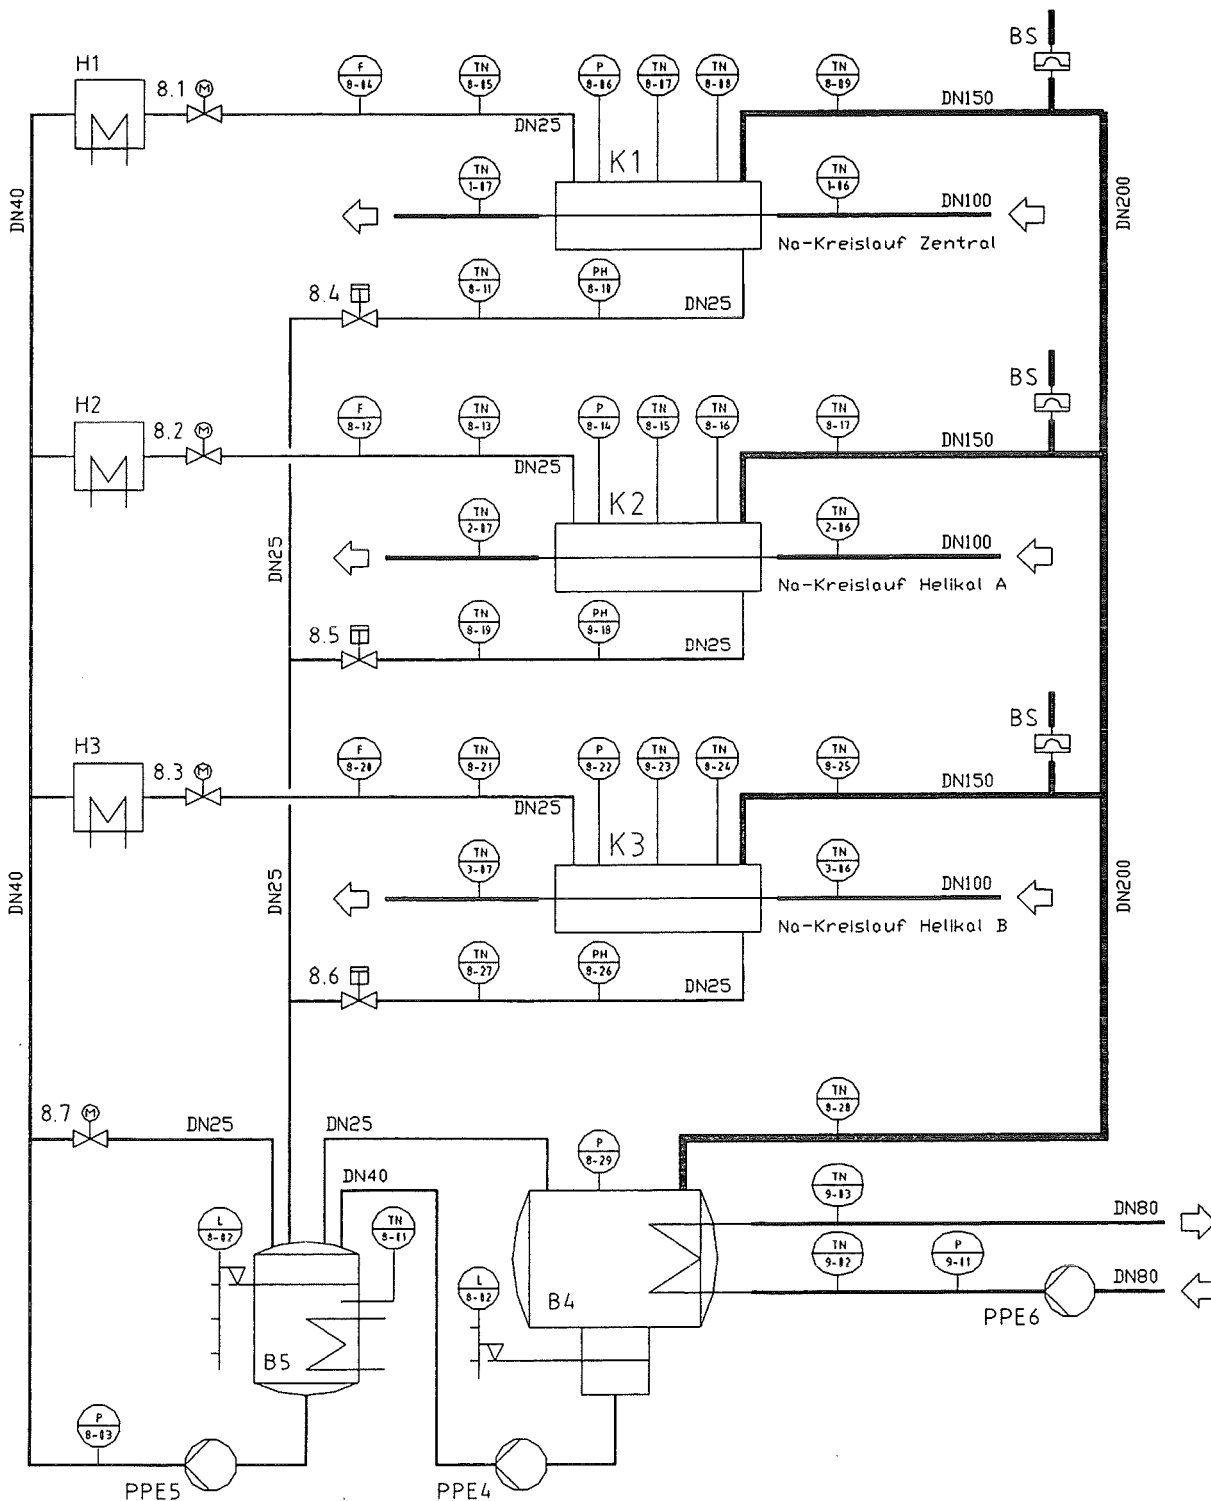 BS
H1
8.1
M
F
8-04
TN
8-05
P
8-06
TN
8-07
TN
8-08
TN
8-09
DN150
DN25
K1
DN40
DN200
TN
1-07
TN
1-06
DN100
Na-Kreislauf Zentral
8.4
TN
8-11
PH
8-10
DN25
BS
H2
8.2
M
F
8-12
TN
8-13
P
8-14
TN
8-15
TN
8-16
TN
8-17
DN150
DN25
K2
DN25
TN
2-07
TN
2-06
DN100
Na-Kreislauf Helikal A
8.5
TN
8-19
PH
8-18
DN25
BS
H3
8.3
M
F
8-20
TN
8-21
P
8-22
TN
8-23
TN
8-24
TN
8-25
DN150
DN25
K3
DN40
DN25
DN200
TN
3-07
TN
3-06
DN100
Na-Kreislauf Helikal B
8.6
TN
8-27
PH
8-26
DN25
8.7
M
DN25
DN25
P
8-29
TN
8-28
DN40
TN
9-03
DN80
L
8-02
TN
8-01
TN
9-02
P
9-01
DN80
L
8-02
B4
PPE6
B5
P
8-03
PPE5
PPE4